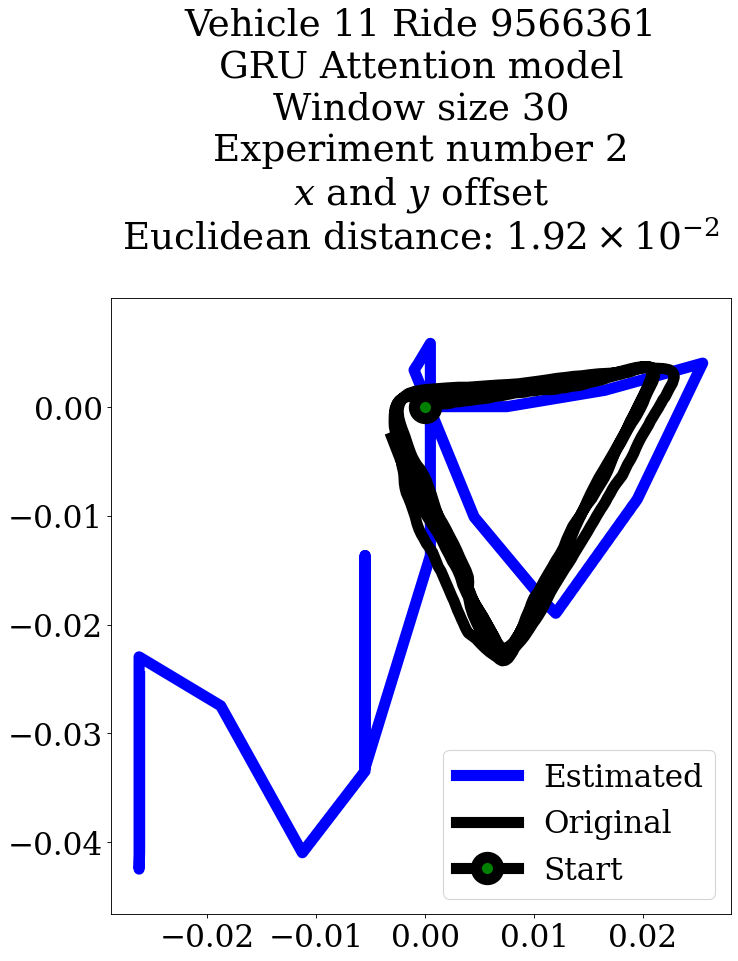 Vehicle 11 Ride 9566361
GRU Attention model
Window size 30
Experiment number 2
x and y offset
Euclidean distance: 1.92 × 10⁻²
0.00
−0.01
−0.02
−0.03
−0.04
Estimated
Original
Start
−0.02 −0.01 0.00 0.01 0.02